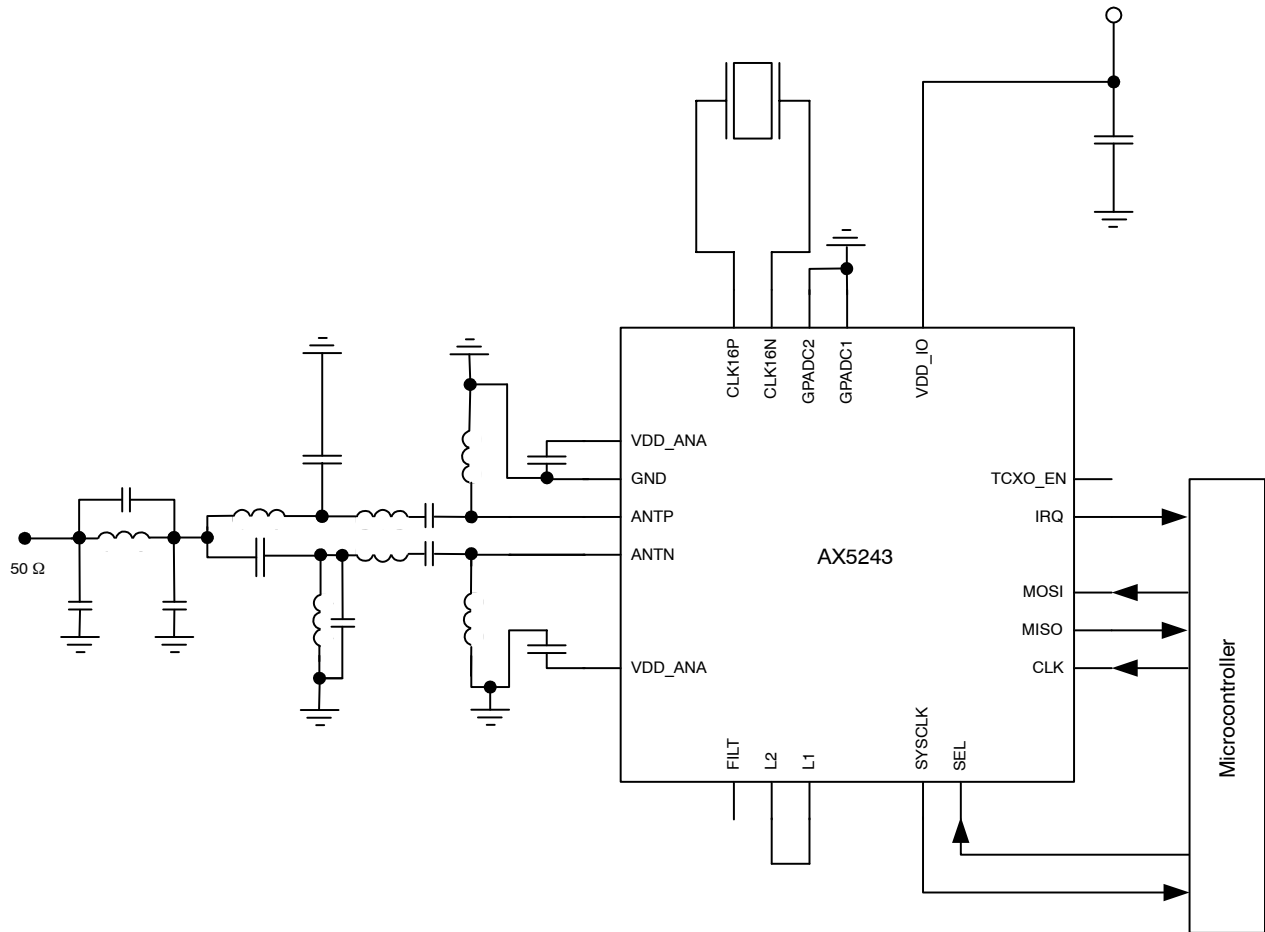 CLK16P
CLK16N
GPADC2
GPADC1
VDD_IO
VDD_ANA
GND
ANTP
ANTN
VDD_ANA
50 Ω
AX5243
TCXO_EN
IRQ
MOSI
MISO
CLK
FILT
L2
L1
SYSCLK
SEL
Microcontroller